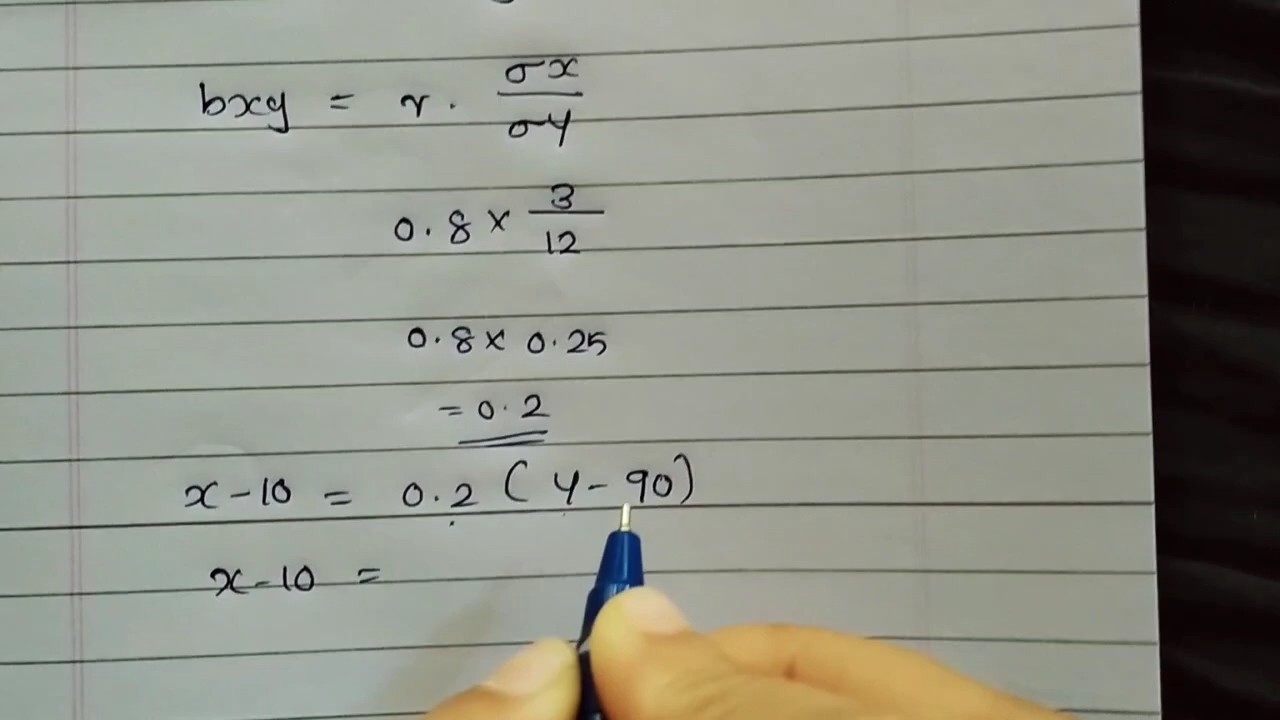 bxy = r. σx/σy
0.8 × 3/12
0.8 × 0.25
= 0.2
x - 10 = 0.2 (y - 90)
x - 10 =